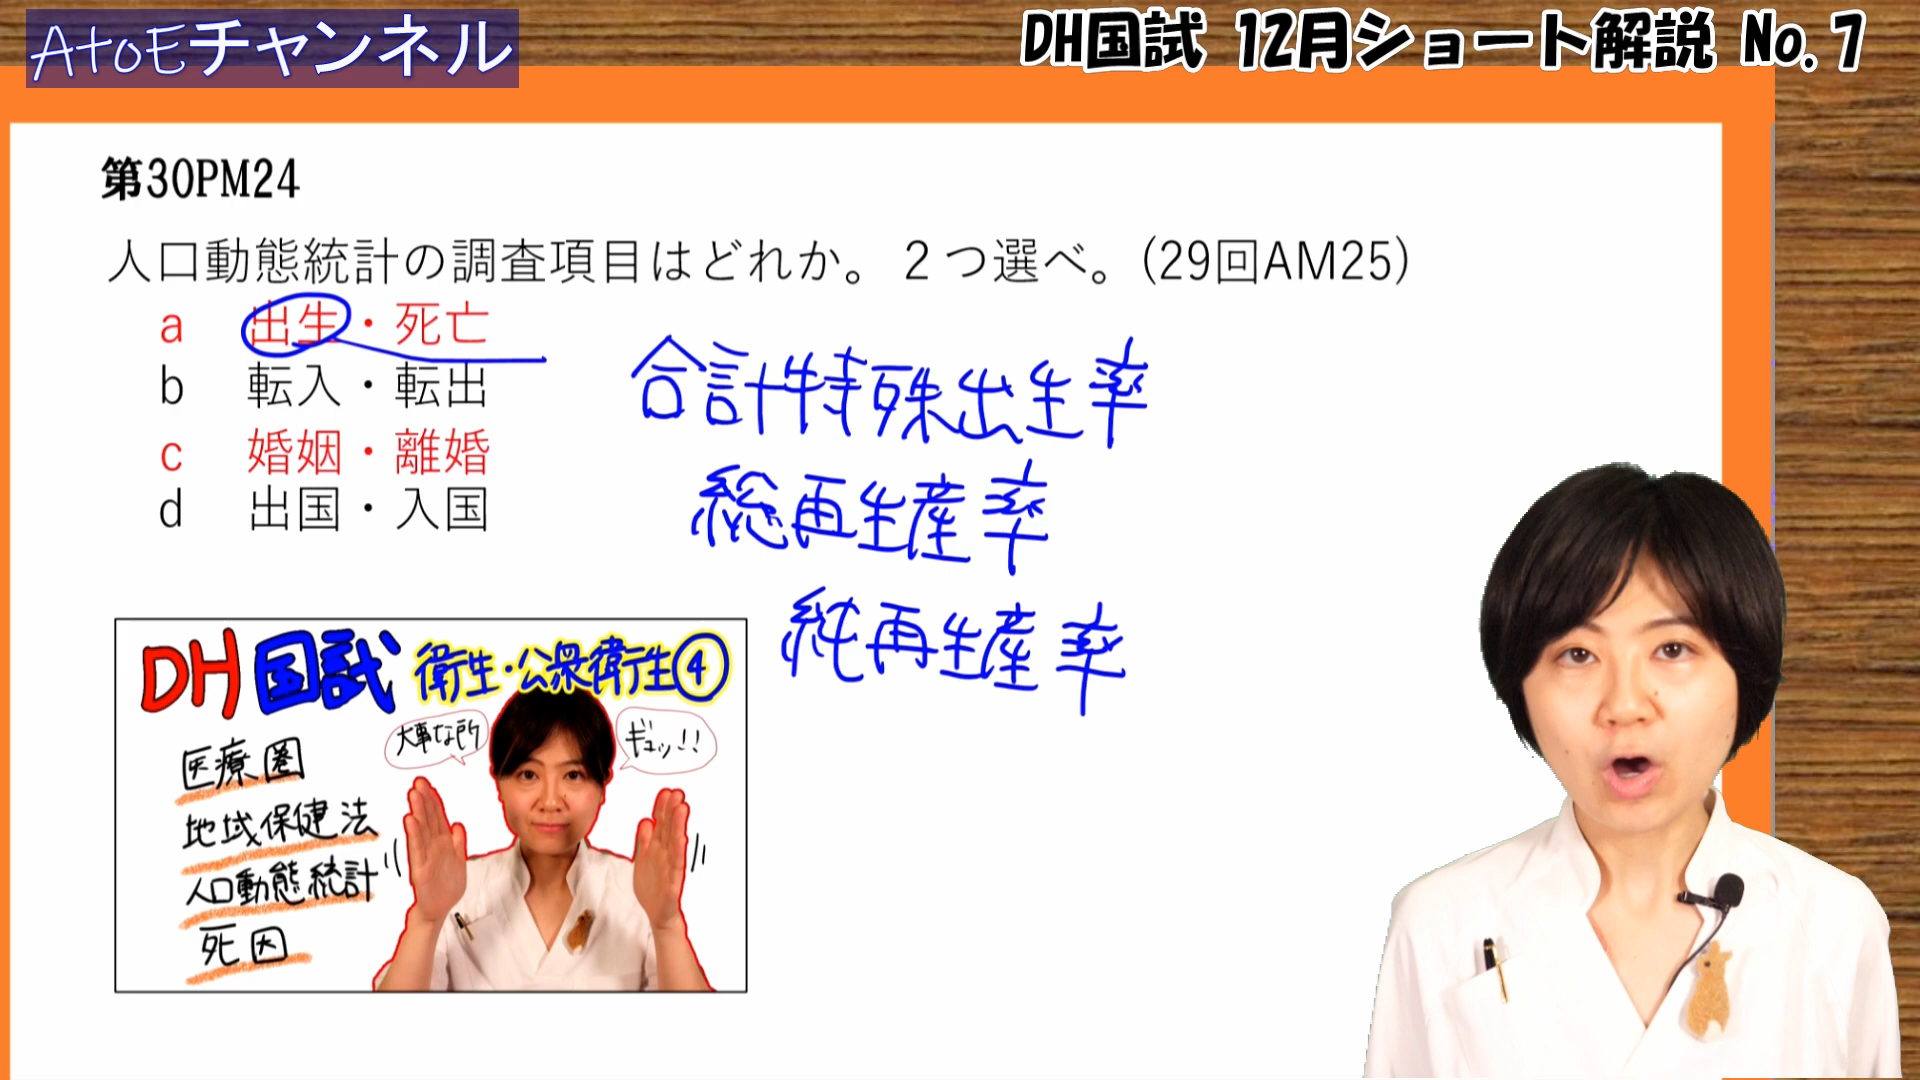 AtoEチャンネル
DH国試 12月ショート解説 No.7
第30PM24
人口動態統計の調査項目はどれか。２つ選べ。(29回AM25)
a 出生・死亡
b 転入・転出
c 婚姻・離婚
d 出国・入国
合計特殊出生率
総再生産率
純再生産率
DH国試 衛生・公衆衛生④
大事な所
ギュッ!!
医療圏
地域保健法
人口動態統計
死因